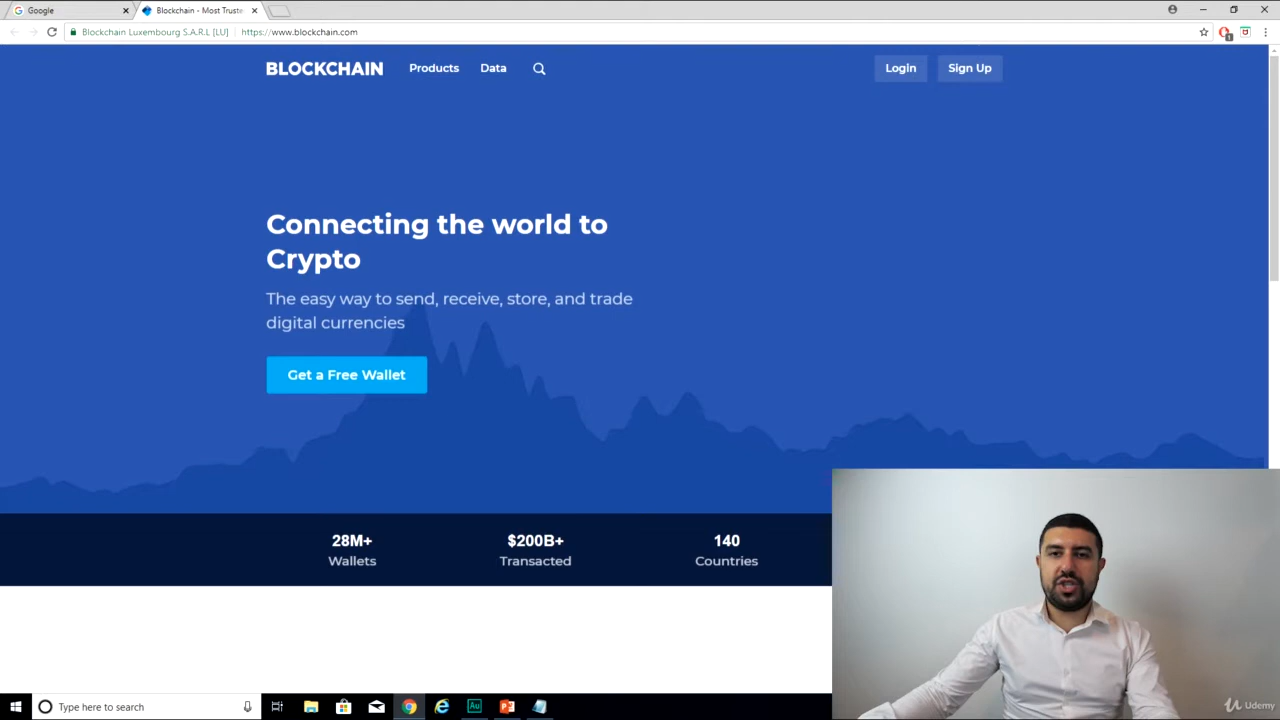 Google
Blockchain - Most Truste
Blockchain Luxembourg S.A.R.L [LU]
https://www.blockchain.com
1
BLOCKCHAIN
Products
Data
Login
Sign Up
Connecting the world to
Crypto
The easy way to send, receive, store, and trade
digital currencies
Get a Free Wallet
28M+
Wallets
$200B+
Transacted
140
Countries
Type here to search
Au
Udemy